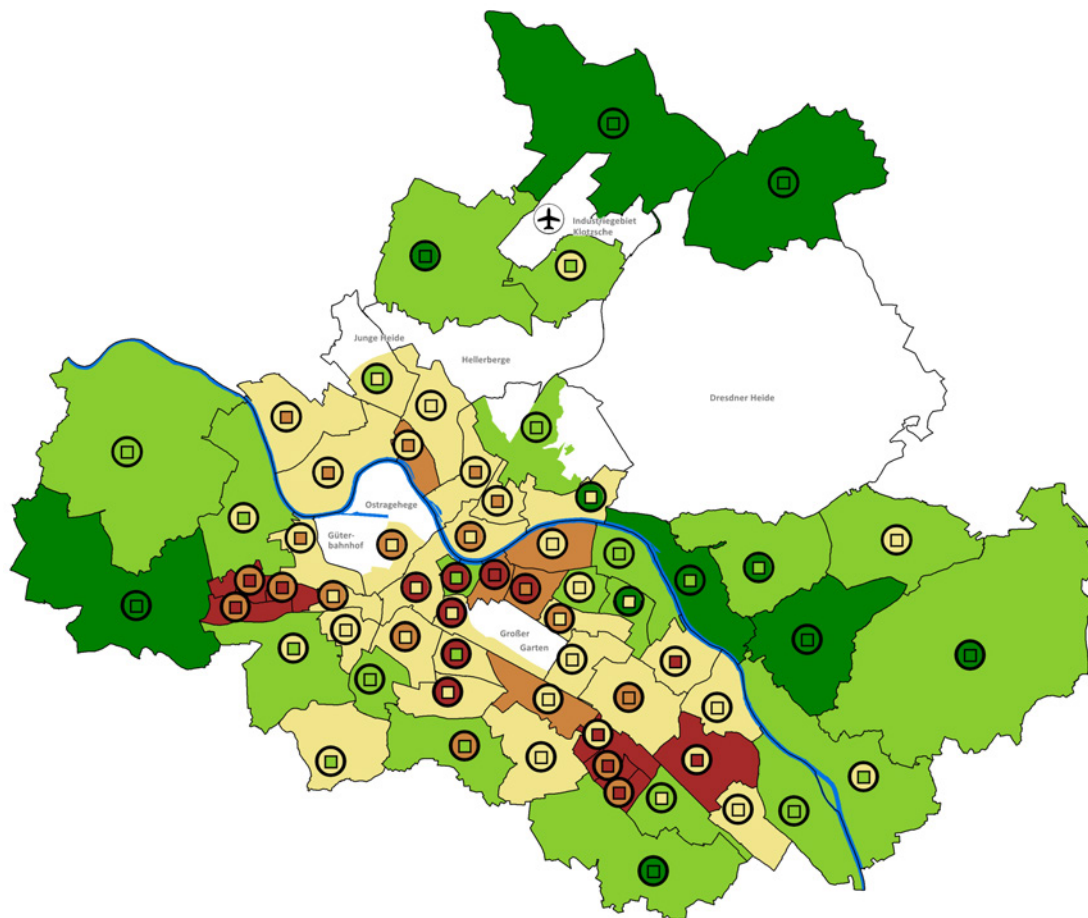 Industriegebiet
Klotzsche
Junge Heide
Hellerberge
Dresdner Heide
Ostragehege
Güter-
bahnhof
Großer
Garten